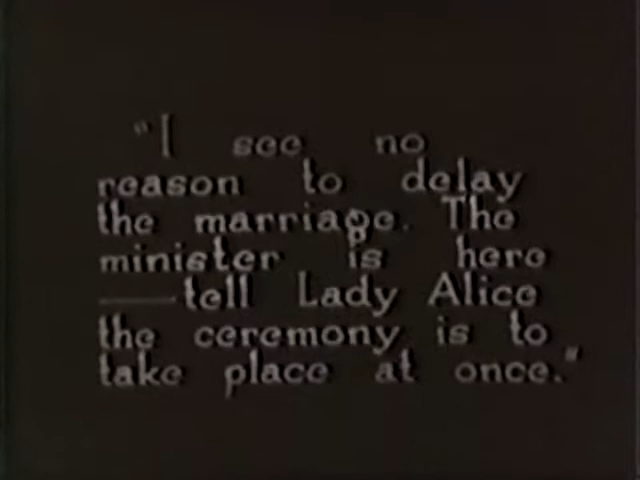 "I see no
reason to delay
the marriage. The
minister is here
—tell Lady Alice
the ceremony is to
take place at once."